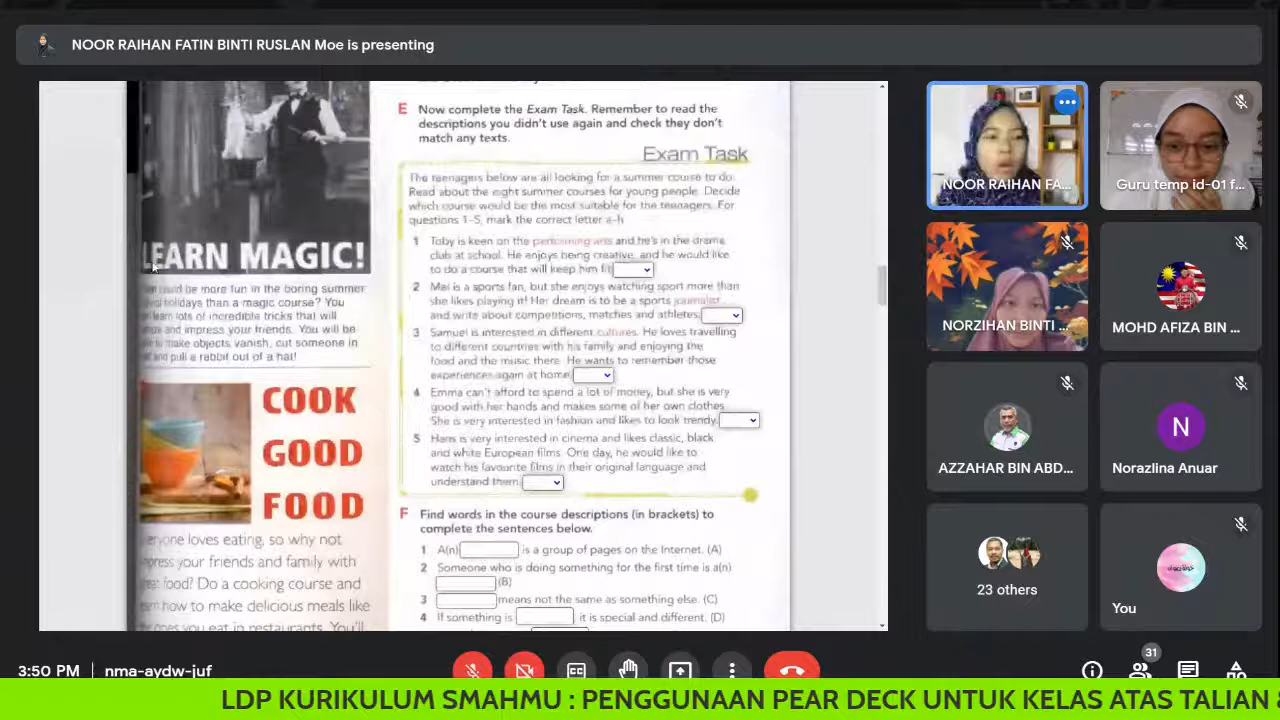 NOOR RAIHAN FATIN BINTI RUSLAN Moe is presenting
LEARN MAGIC!
could be more fun in the boring summer
holidays than a magic course? You
learn lots of incredible tricks that will
and impress your friends. You will be
to make objects vanish, cut someone in
and pull a rabbit out of a hat!
COOK
GOOD
FOOD
eryone loves eating, so why not
press your friends and family with
food? Do a cooking course and
how to make delicious meals like
ones you eat in restaurants. You'll
E Now complete the Exam Task. Remember to read the
descriptions you didn't use again and check they don't
match any texts.
Exam Task
The teenagers below are all looking for a summer course to do.
Read about the eight summer courses for young people. Decide
which course would be the most suitable for the teenagers. For
questions 1-5, mark the correct letter a-h
1 Toby is keen on the performing arts and he's in the drama
club at school. He enjoys being creative, and he would like
to do a course that will keep him fit
2 Mei is a sports fan, but she enjoys watching sport more than
she likes playing it! Her dream is to be a sports journalist
and write about competitions, matches and athletes.
3 Samuel is interested in different cultures. He loves travelling
to different countries with his family and enjoying the
food and the music there. He wants to remember those
experiences again at home.
4 Emma can't afford to spend a lot of money, but she is very
good with her hands and makes some of her own clothes.
She is very interested in fashion and likes to look trendy.
5 Hans is very interested in cinema and likes classic, black
and white European films. One day, he would like to
watch his favourite films in their original language and
understand them.
F Find words in the course descriptions (in brackets) to
complete the sentences below.
1 A(n) is a group of pages on the Internet. (A)
2 Someone who is doing something for the first time is a(n)
(B)
3 means not the same as something else. (C)
4 If something is it is special and different. (D)
NOOR RAIHAN FA...
Guru temp id-01 f...
NORZIHAN BINTI ...
MOHD AFIZA BIN ...
AZZAHAR BIN ABD...
N
Norazlina Anuar
23 others
You
3:50 PM | nma-aydw-juf
31
LDP KURIKULUM SMAHMU : PENGGUNAAN PEAR DECK UNTUK KELAS ATAS TALIAN